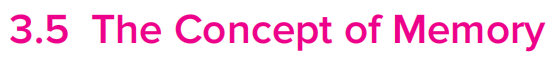 3.5 The Concept of Memory